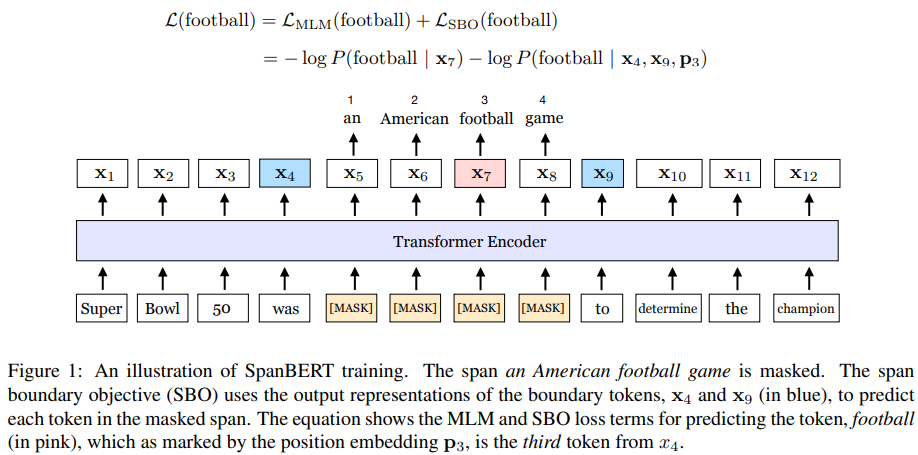 ℒ(football) = ℒ_MLM(football) + ℒ_SBO(football)
= − log P(football | x₇) − log P(football | x₄, x₉, p₃)
1 2 3 4
an American football game
x₁ x₂ x₃ x₄ x₅ x₆ x₇ x₈ x₉ x₁₀ x₁₁ x₁₂
Transformer Encoder
Super Bowl 50 was [MASK] [MASK] [MASK] [MASK] to determine the champion
Figure 1: An illustration of SpanBERT training. The span an American football game is masked. The span
boundary objective (SBO) uses the output representations of the boundary tokens, x₄ and x₉ (in blue), to predict
each token in the masked span. The equation shows the MLM and SBO loss terms for predicting the token, football
(in pink), which as marked by the position embedding p₃, is the third token from x₄.